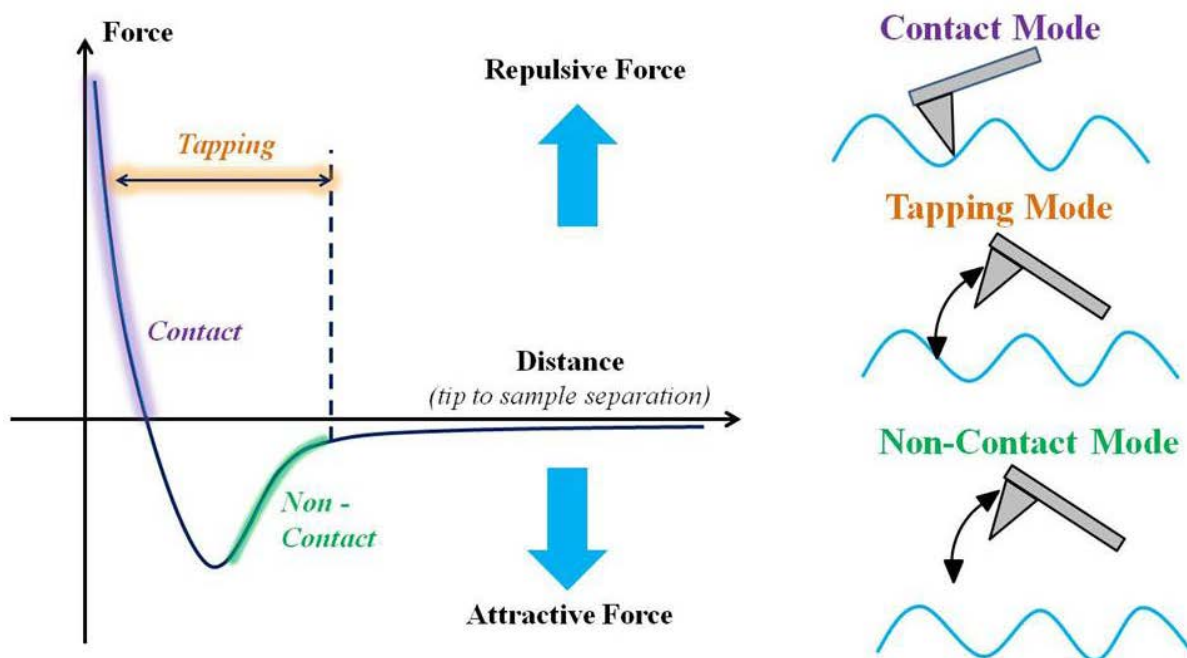 Force
Repulsive Force
Tapping
Contact
Distance
(tip to sample separation)
Non -
Contact
Attractive Force
Contact Mode
Tapping Mode
Non-Contact Mode